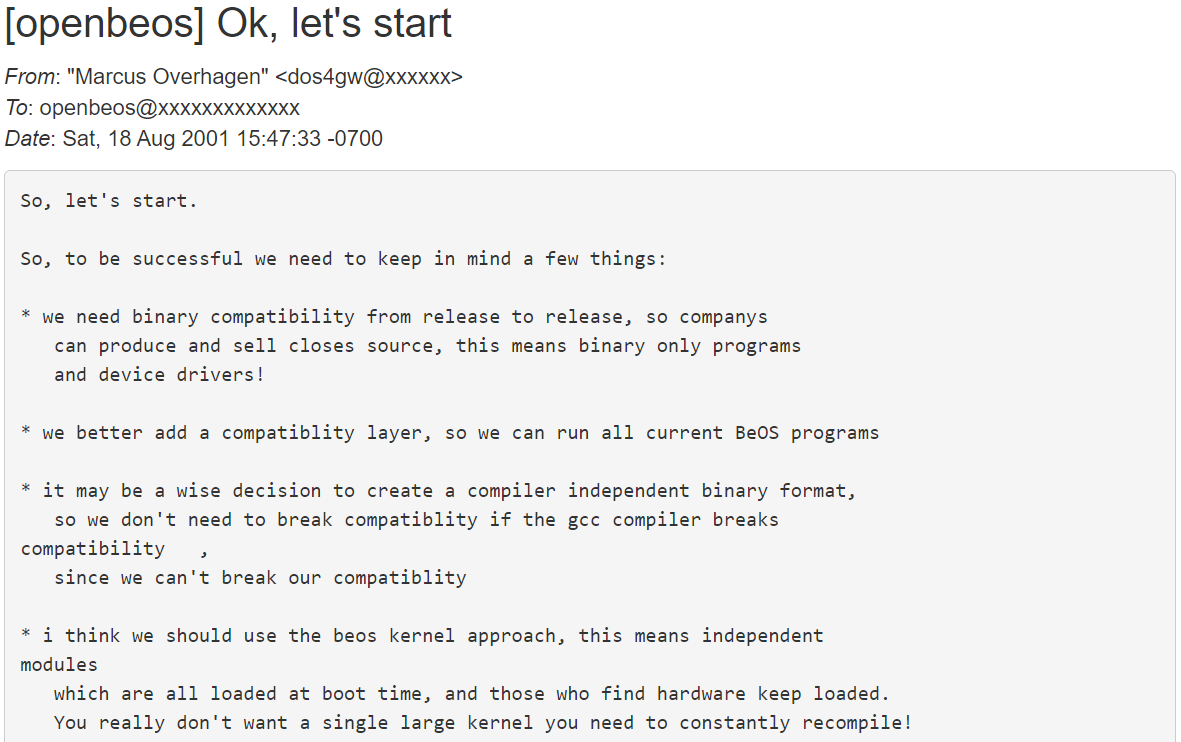 [openbeos] Ok, let's start
From: "Marcus Overhagen" <dos4gw@xxxxxx>
To: openbeos@xxxxxxxxxxxxx
Date: Sat, 18 Aug 2001 15:47:33 -0700
So, let's start.
So, to be successful we need to keep in mind a few things:
* we need binary compatibility from release to release, so companys
can produce and sell closes source, this means binary only programs
and device drivers!
* we better add a compatiblity layer, so we can run all current BeOS programs
* it may be a wise decision to create a compiler independent binary format,
so we don't need to break compatiblity if the gcc compiler breaks
compatibility   ,
since we can't break our compatiblity
* i think we should use the beos kernel approach, this means independent
modules
which are all loaded at boot time, and those who find hardware keep loaded.
You really don't want a single large kernel you need to constantly recompile!